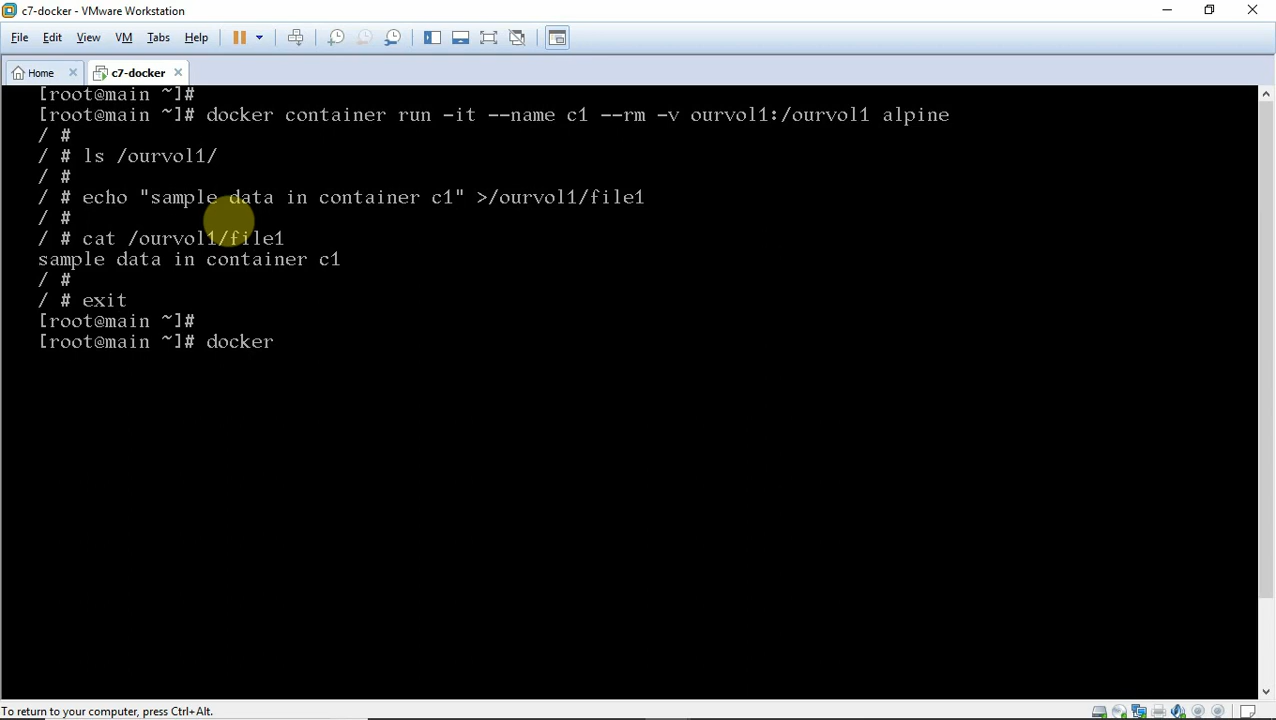 c7-docker - VMware Workstation
File Edit View VM Tabs Help
Home c7-docker
[root@main ~]#
[root@main ~]# docker container run -it --name c1 --rm -v ourvol1:/ourvol1 alpine
/ #
/ # ls /ourvol1/
/ #
/ # echo "sample data in container c1" >/ourvol1/file1
/ #
/ # cat /ourvol1/file1
sample data in container c1
/ #
/ # exit
[root@main ~]#
[root@main ~]# docker
To return to your computer, press Ctrl+Alt.